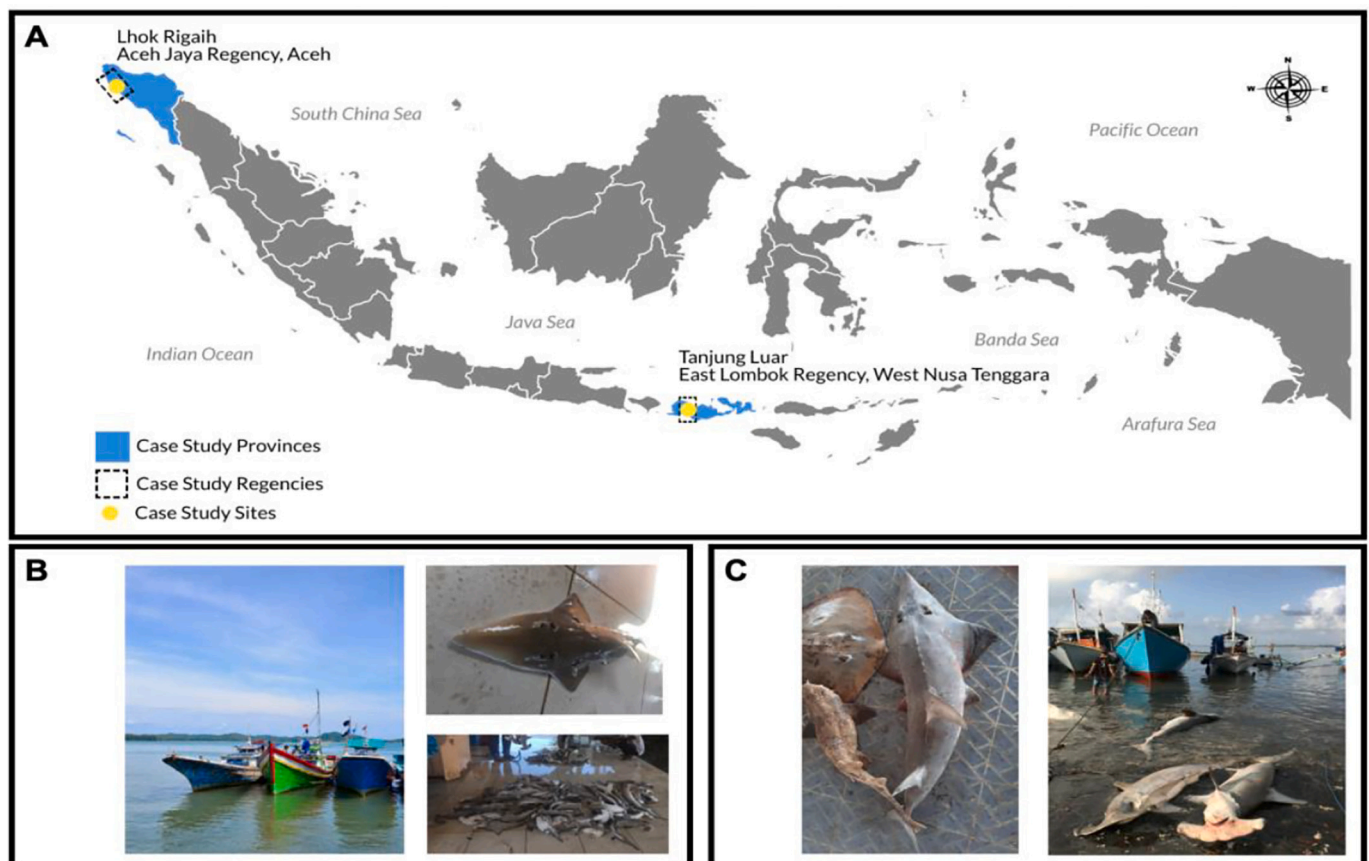 A
Lhok Rigaih
Aceh Jaya Regency, Aceh
N
W
E
S
South China Sea
Pacific Ocean
Java Sea
Indian Ocean
Banda Sea
Tanjung Luar
East Lombok Regency, West Nusa Tenggara
Arafura Sea
Case Study Provinces
Case Study Regencies
Case Study Sites
B
C